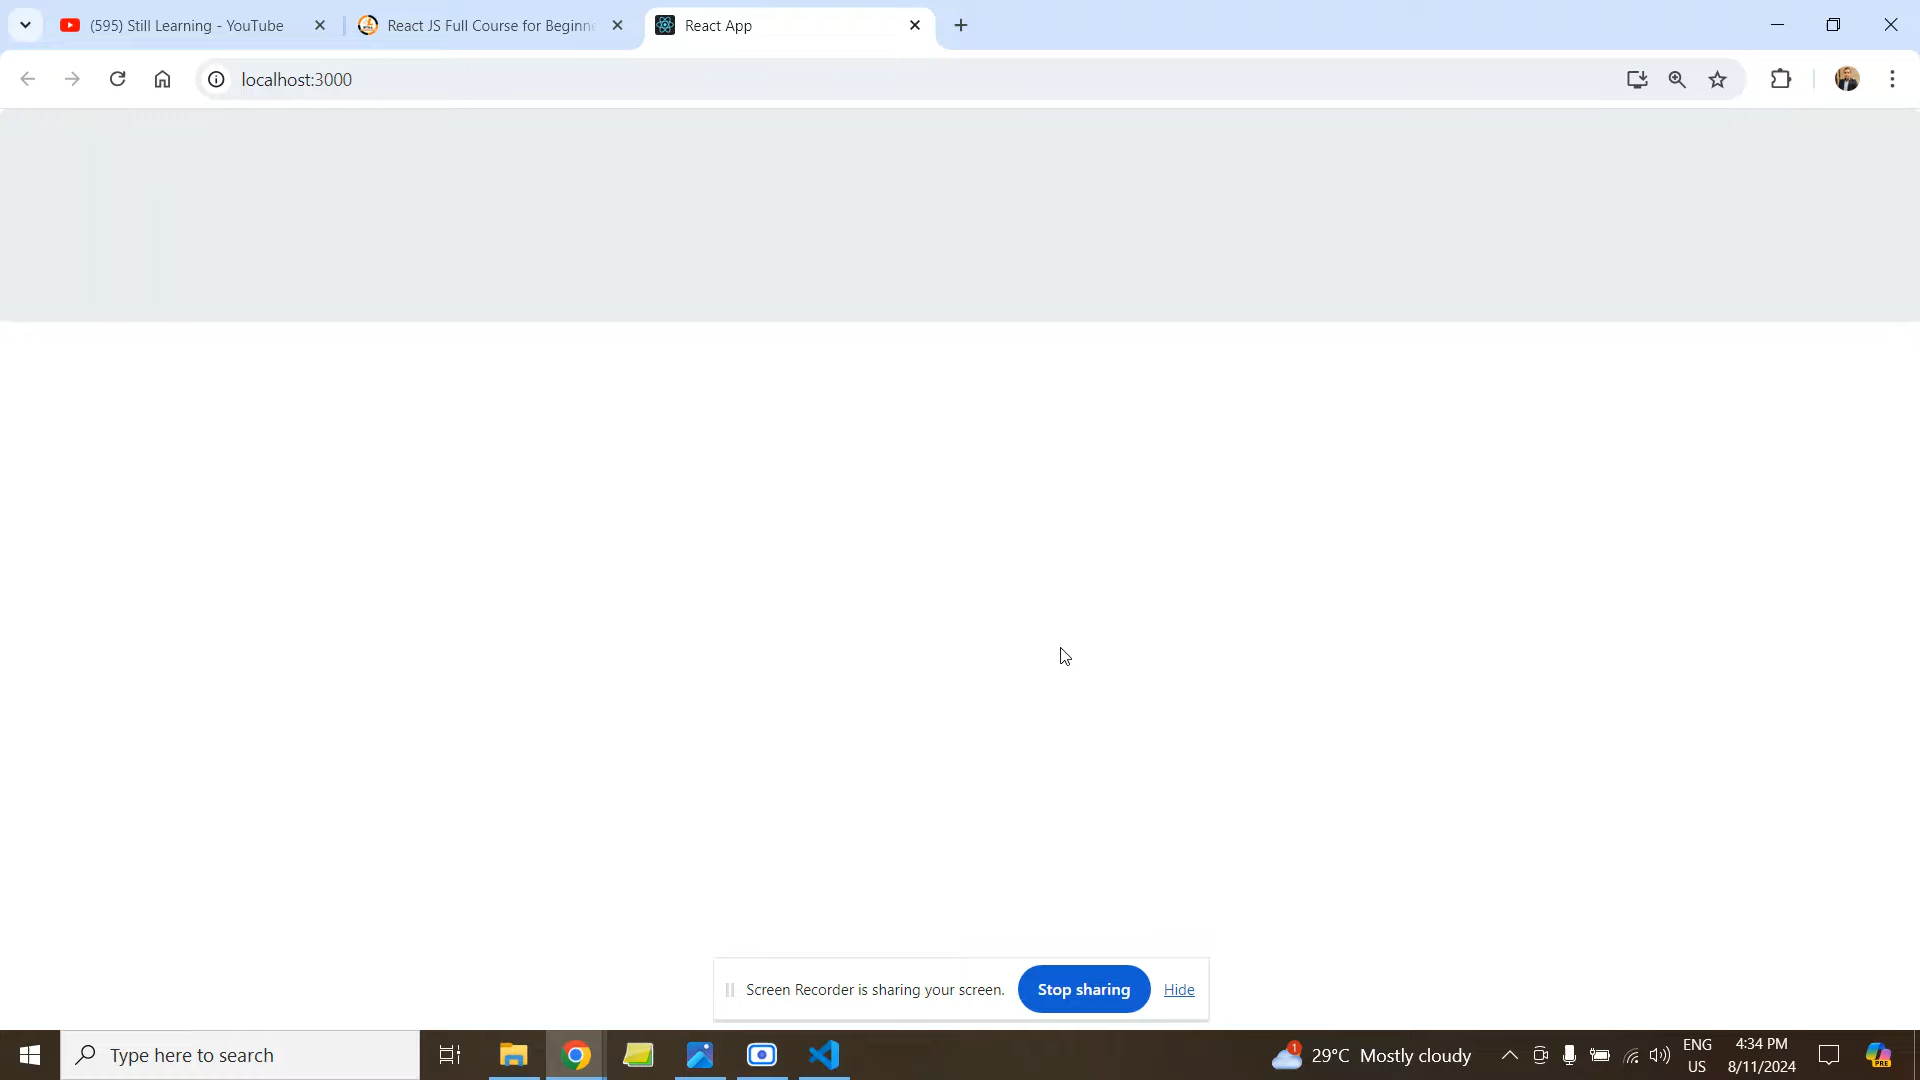 (595) Still Learning - YouTube
React JS Full Course for Beginne
React App
localhost:3000
Screen Recorder is sharing your screen.
Stop sharing
Hide
Type here to search
1
29°C Mostly cloudy
ENG
US
4:34 PM
8/11/2024
PRE